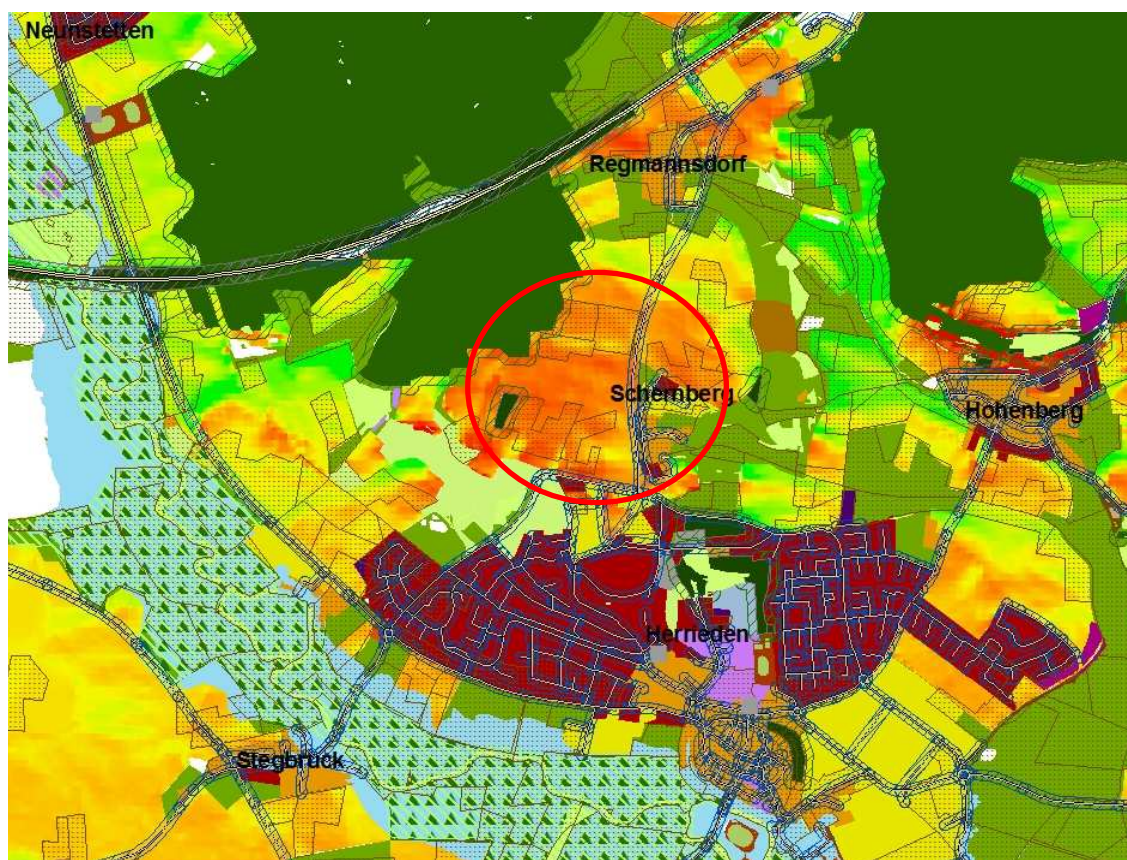 Neunstetten
Regmannsdorf
Schernberg
Hohenberg
Herrieden
Stegbruck